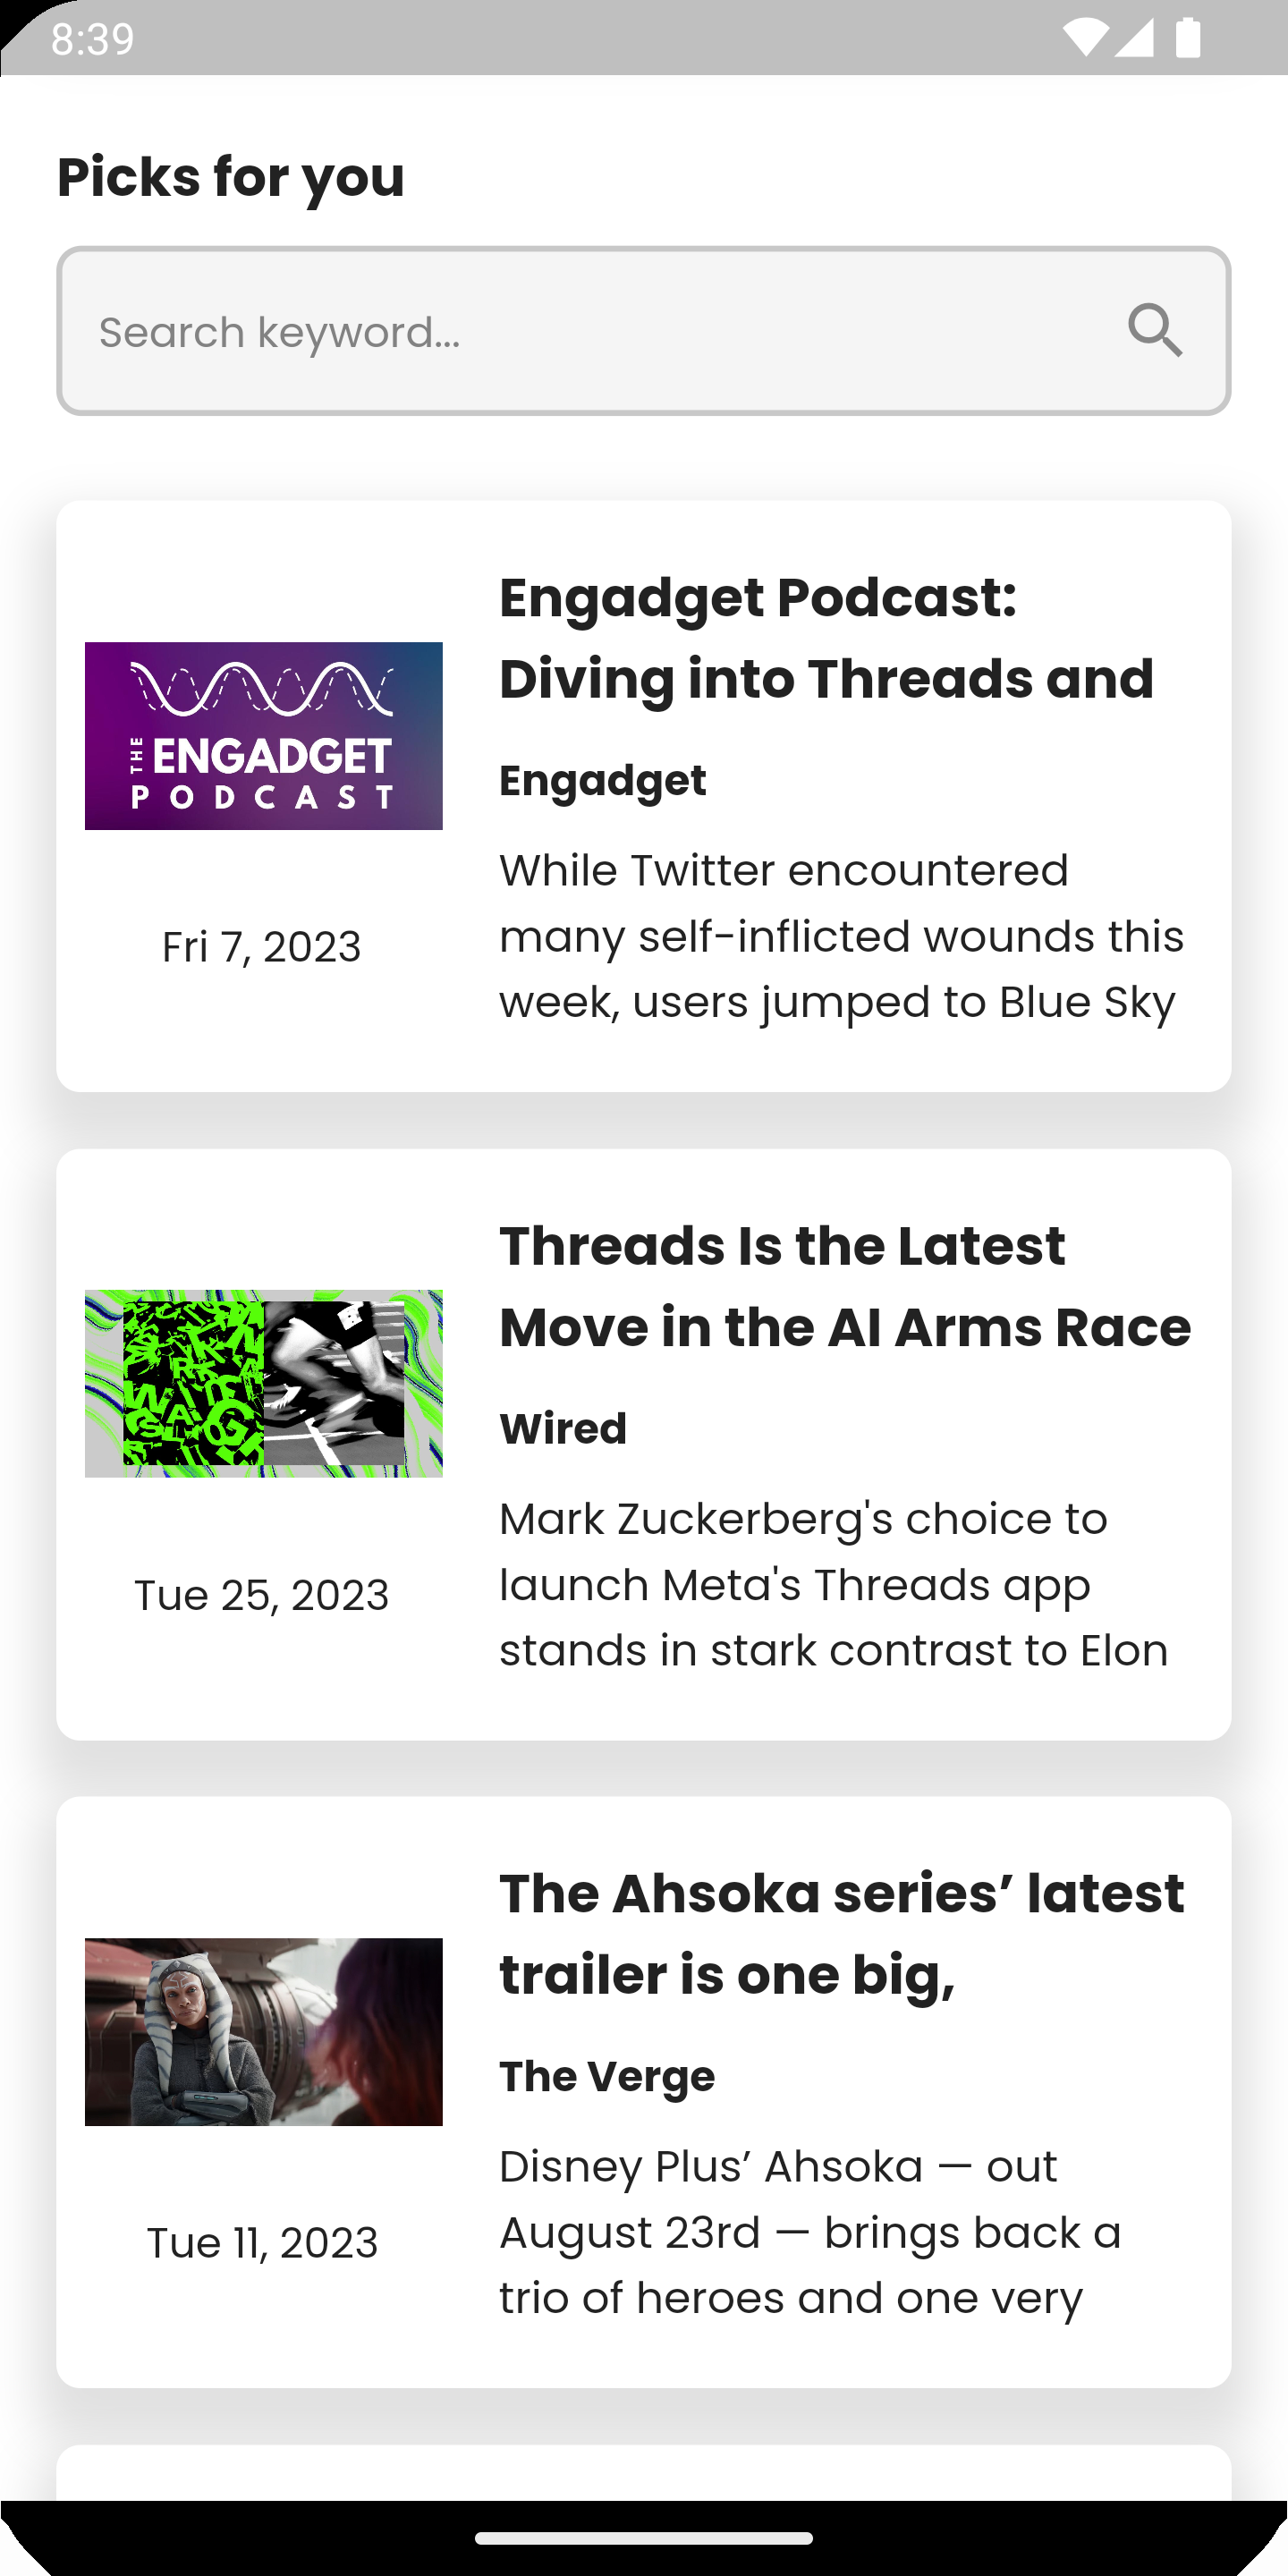 8:39
Picks for you
Search keyword...
THE ENGADGET
PODCAST
Fri 7, 2023
Engadget Podcast:
Diving into Threads and
Engadget
While Twitter encountered
many self-inflicted wounds this
week, users jumped to Blue Sky
Tue 25, 2023
Threads Is the Latest
Move in the AI Arms Race
Wired
Mark Zuckerberg's choice to
launch Meta's Threads app
stands in stark contrast to Elon
Tue 11, 2023
The Ahsoka series’ latest
trailer is one big,
The Verge
Disney Plus’ Ahsoka — out
August 23rd — brings back a
trio of heroes and one very